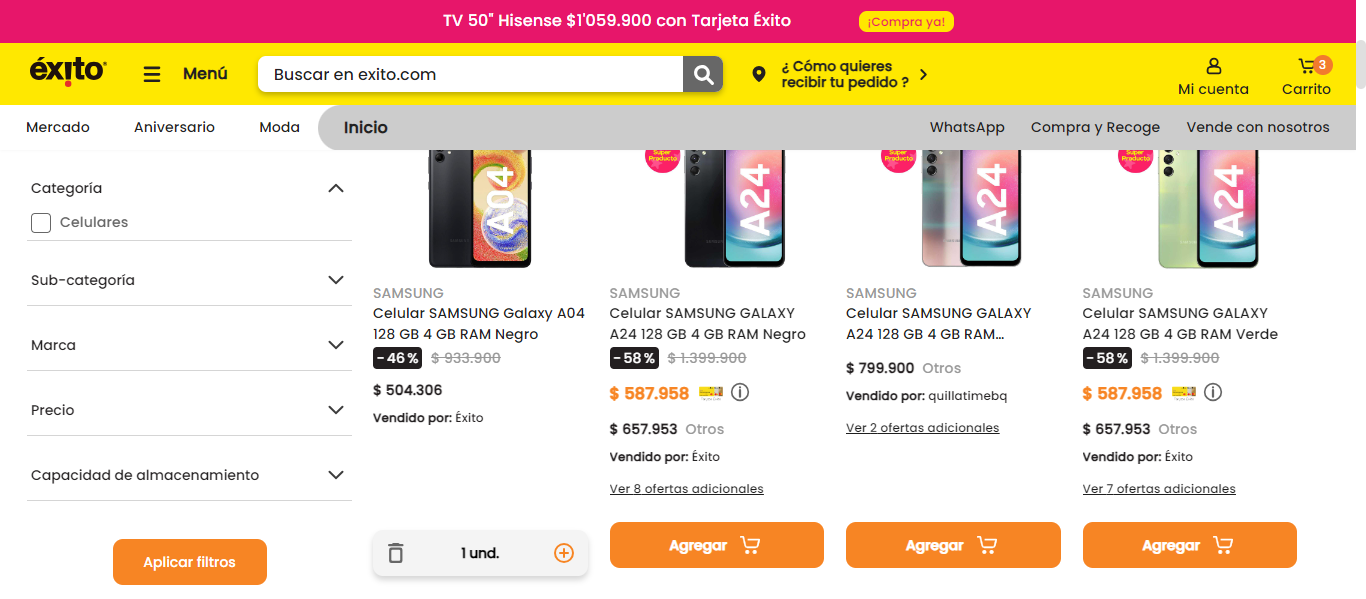 TV 50" Hisense $1'059.900 con Tarjeta Éxito
¡Compra ya!
éxito
Menú
Buscar en exito.com
¿ Cómo quieres
recibir tu pedido ?
3
Mi cuenta
Carrito
Mercado
Aniversario
Moda
Inicio
WhatsApp
Compra y Recoge
Vende con nosotros
Categoría
Celulares
Sub-categoría
Marca
Precio
Capacidad de almacenamiento
Aplicar filtros
A04
SAMSUNG
Celular SAMSUNG Galaxy A04
128 GB 4 GB RAM Negro
- 46 % $ 933.900
$ 504.306
Vendido por: Éxito
1 und.
Super
Producto
A24
SAMSUNG
Celular SAMSUNG GALAXY
A24 128 GB 4 GB RAM Negro
- 58 % $ 1.399.900
$ 587.958
$ 657.953 Otros
Vendido por: Éxito
Ver 8 ofertas adicionales
Agregar
Super
Producto
A24
SAMSUNG
Celular SAMSUNG GALAXY
A24 128 GB 4 GB RAM...
$ 799.900 Otros
Vendido por: quillatimebq
Ver 2 ofertas adicionales
Agregar
Super
Producto
A24
SAMSUNG
Celular SAMSUNG GALAXY
A24 128 GB 4 GB RAM Verde
- 58 % $ 1.399.900
$ 587.958
$ 657.953 Otros
Vendido por: Éxito
Ver 7 ofertas adicionales
Agregar